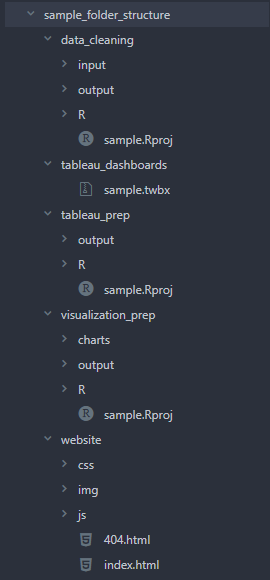 sample_folder_structure
data_cleaning
input
output
R
sample.Rproj
tableau_dashboards
sample.twbx
tableau_prep
output
R
sample.Rproj
visualization_prep
charts
output
R
sample.Rproj
website
css
img
js
404.html
index.html